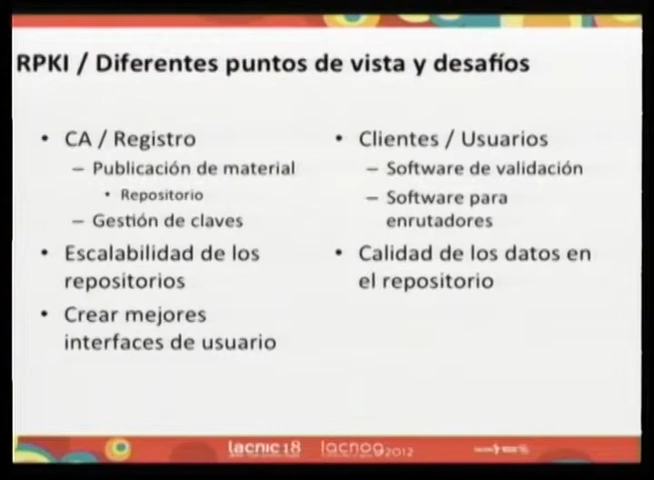 RPKI / Diferentes puntos de vista y desafíos
• CA / Registro
– Publicación de material
• Repositorio
– Gestión de claves
• Escalabilidad de los
repositorios
• Crear mejores
interfaces de usuario
• Clientes / Usuarios
– Software de validación
– Software para
enrutadores
• Calidad de los datos en
el repositorio
lacnic 18 lacnog 2012